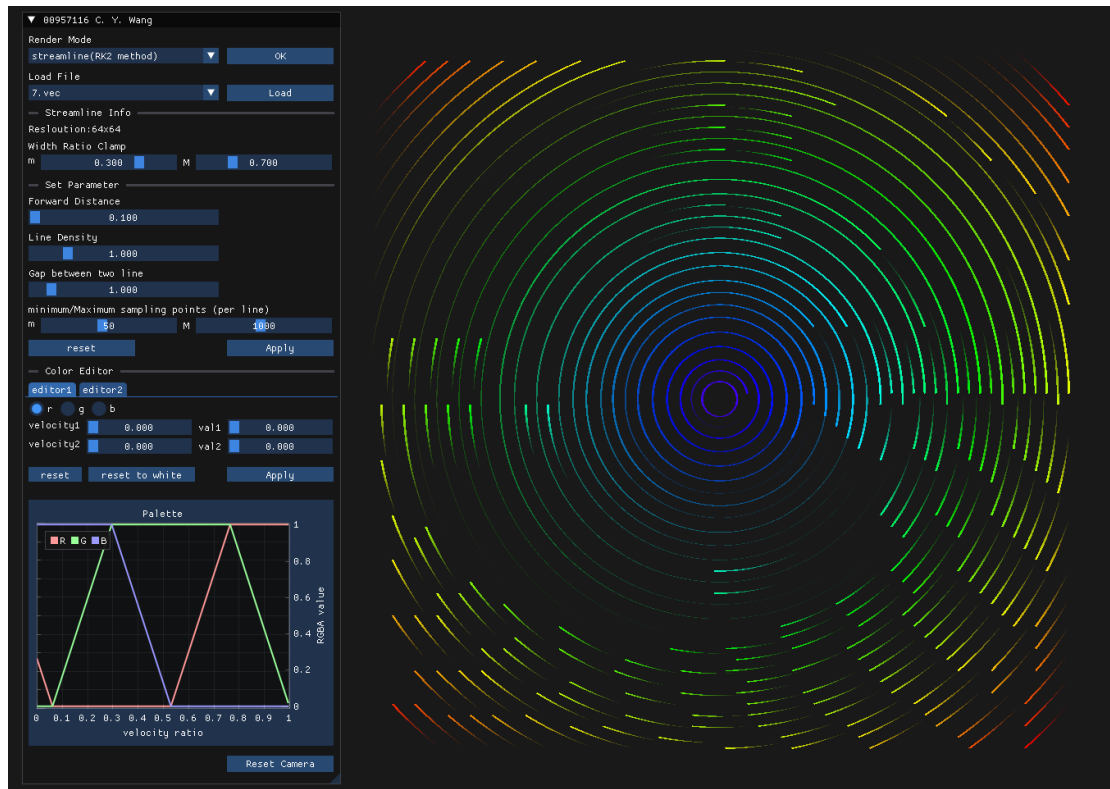 ▼ 00957116 C. Y. Wang
Render Mode
streamline(RK2 method) ▼ OK
Load File
7.vec ▼ Load
Streamline Info
Resloution:64x64
Width Ratio Clamp
m 0.300 M 0.700
Set Parameter
Forward Distance
0.100
Line Density
1.000
Gap between two line
1.000
minimum/Maximum sampling points (per line)
m 50 M 1000
reset Apply
Color Editor
editor1 editor2
r g b
velocity1 0.000 val1 0.000
velocity2 0.000 val2 0.000
reset reset to white Apply
Palette
R G B
1
0.8
0.6
0.4
0.2
0
RGBA value
0 0.1 0.2 0.3 0.4 0.5 0.6 0.7 0.8 0.9 1
velocity ratio
Reset Camera